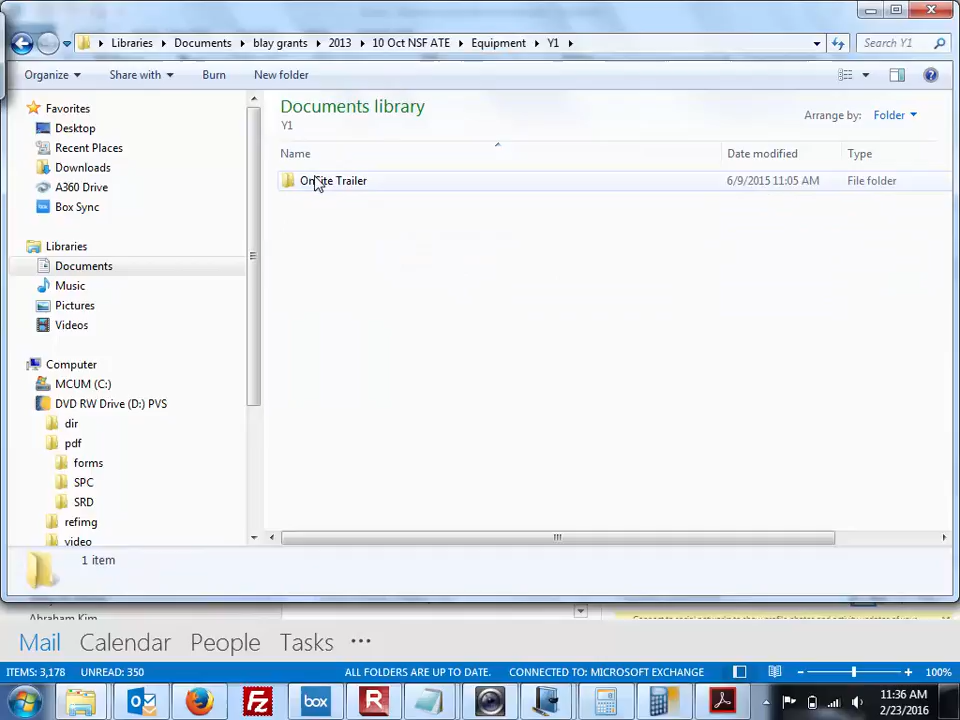 Libraries Documents blay grants 2013 10 Oct NSF ATE Equipment Y1 Search Y1
Organize Share with Burn New folder
Favorites
Desktop
Recent Places
Downloads
A360 Drive
Box Sync
Libraries
Documents
Music
Pictures
Videos
Computer
MCUM (C:)
DVD RW Drive (D:) PVS
dir
pdf
forms
SPC
SRD
refimg
video
Documents library
Y1
Arrange by: Folder
Name Date modified Type
OnSite Trailer 6/9/2015 11:05 AM File folder
1 item
Abraham Kim
Mail Calendar People Tasks •••
ITEMS: 3,178 UNREAD: 350 ALL FOLDERS ARE UP TO DATE. CONNECTED TO: MICROSOFT EXCHANGE 100%
box
11:36 AM
2/23/2016